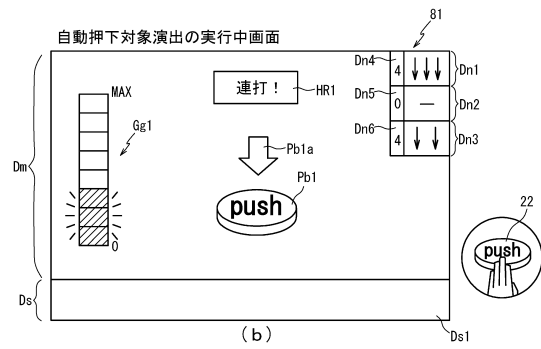 自動押下対象演出の実行中画面
81
Dn4
4
↓↓↓
Dn1
Dn5
0
—
Dn2
Dn6
4
↓↓
Dn3
連打！
HR1
MAX
Gg1
0
Dm
Pb1a
Pb1
push
22
push
Ds
Ds1
(b)